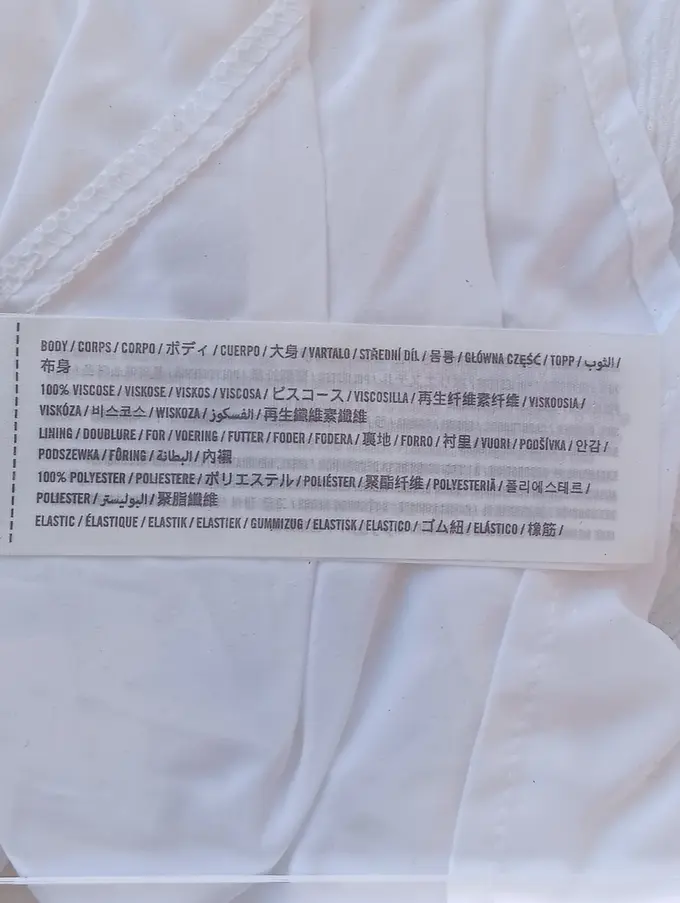 BODY / CORPS / CORPO / ボディ / CUERPO / 大身 / VARTALO / STŘEDNÍ DÍL / 몸통 / GŁÓWNA CZĘŚĆ / TOPP / الثوب /
布身
100% VISCOSE / VISKOSE / VISKOS / VISCOSA / ビスコース / VISCOSILLA / 再生纤维素纤维 / VISKOOSIA /
VISKÓZA / 비스코스 / WISKOZA / الفسكوز / 再生纖維素纖維
LINING / DOUBLURE / FOR / VOERING / FUTTER / FODER / FODERA / 裏地 / FORRO / 衬里 / VUORI / PODŠÍVKA / 안감 /
PODSZEWKA / FÔRING / البطانة / 內襯
100% POLYESTER / POLIESTERE / ポリエステル / POLIÉSTER / 聚酯纤维 / POLYESTERIÄ / 폴리에스테르 /
POLIESTER / البوليستر / 聚脂纖維
ELASTIC / ÉLASTIQUE / ELASTIK / ELASTIEK / GUMMIZUG / ELASTISK / ELASTICO / ゴム紐 / ELÁSTICO / 橡筋 /